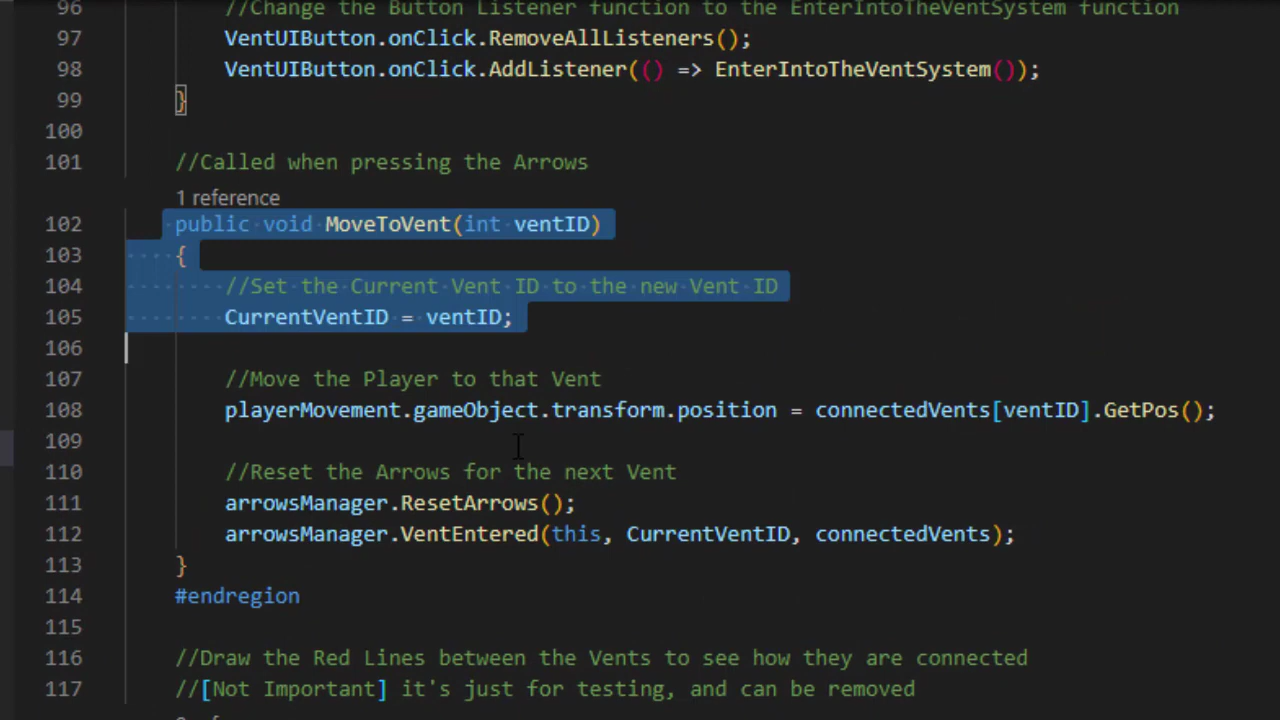 96 //Change the Button Listener function to the EnterIntoTheVentSystem function
97 VentUIButton.onClick.RemoveAllListeners();
98 VentUIButton.onClick.AddListener(() => EnterIntoTheVentSystem());
99 }
100
101 //Called when pressing the Arrows
1 reference
102 public void MoveToVent(int ventID)
103 {
104 //Set the Current Vent ID to the new Vent ID
105 CurrentVentID = ventID;
106
107 //Move the Player to that Vent
108 playerMovement.gameObject.transform.position = connectedVents[ventID].GetPos();
109
110 //Reset the Arrows for the next Vent
111 arrowsManager.ResetArrows();
112 arrowsManager.VentEntered(this, CurrentVentID, connectedVents);
113 }
114 #endregion
115
116 //Draw the Red Lines between the Vents to see how they are connected
117 //[Not Important] it's just for testing, and can be removed